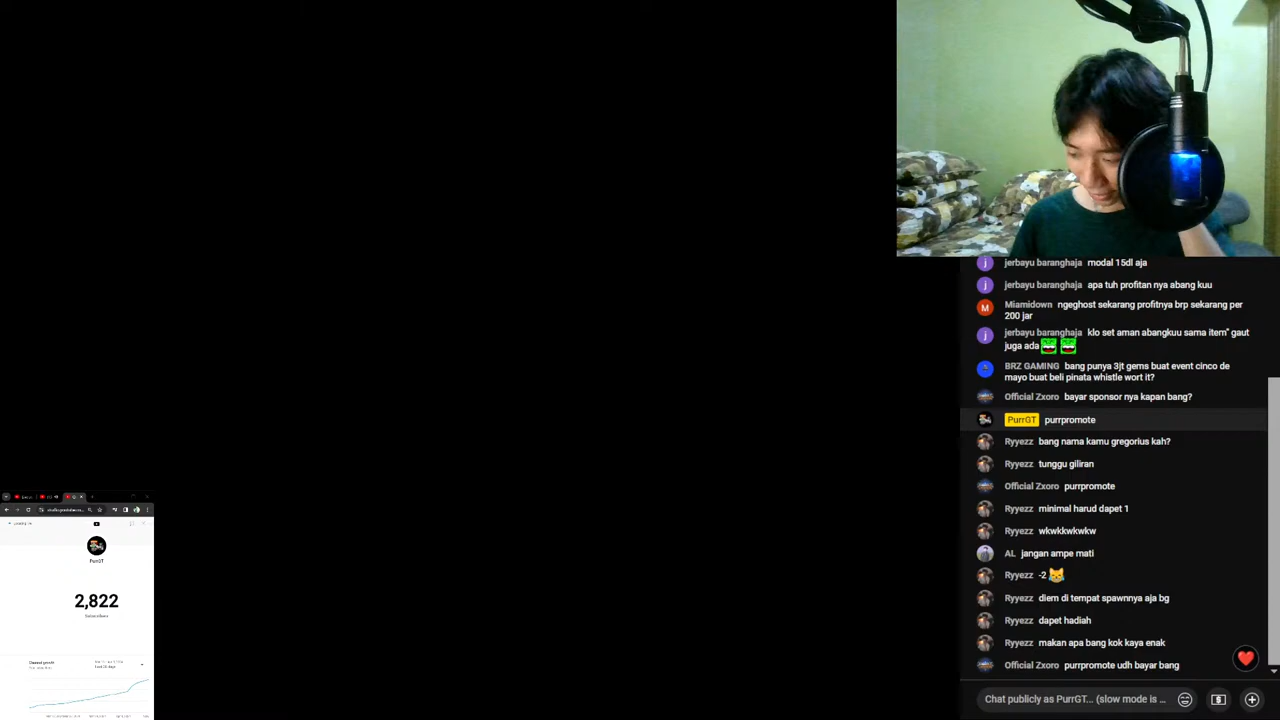 jerbayu baranghaja modal 15dl aja
jerbayu baranghaja apa tuh profitan nya abang kuu
M
Miamidown ngeghost sekarang profitnya brp sekarang per
200 jar
jerbayu baranghaja klo set aman abangkuu sama item" gaut
juga ada
BRZ GAMING bang punya 3jt gems buat event cinco de
mayo buat beli pinata whistle wort it?
Official Zxoro bayar sponsor nya kapan bang?
PurrGT purrpromote
Ryyezz bang nama kamu gregorius kah?
Ryyezz tunggu giliran
Official Zxoro purrpromote
Ryyezz minimal harud dapet 1
Ryyezz wkwkkwkwkw
AL jangan ampe mati
Ryyezz -2
Ryyezz diem di tempat spawnnya aja bg
Ryyezz dapet hadiah
Ryyezz makan apa bang kok kaya enak
Official Zxoro purrpromote udh bayar bang
Chat publicly as PurrGT... (slow mode is ...
PurrGT
2,822
Subscribers